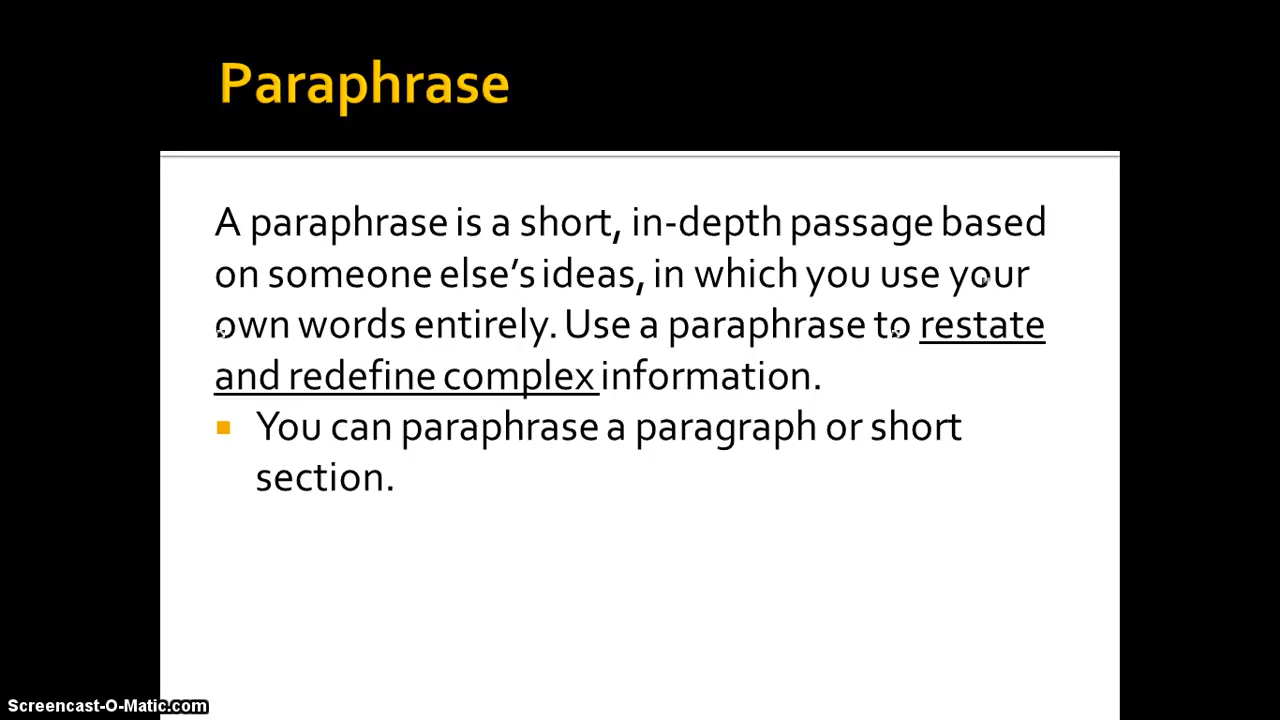 Paraphrase
A paraphrase is a short, in-depth passage based
on someone else’s ideas, in which you use your
own words entirely. Use a paraphrase to restate
and redefine complex information.
You can paraphrase a paragraph or short
section.
Screencast-O-Matic.com